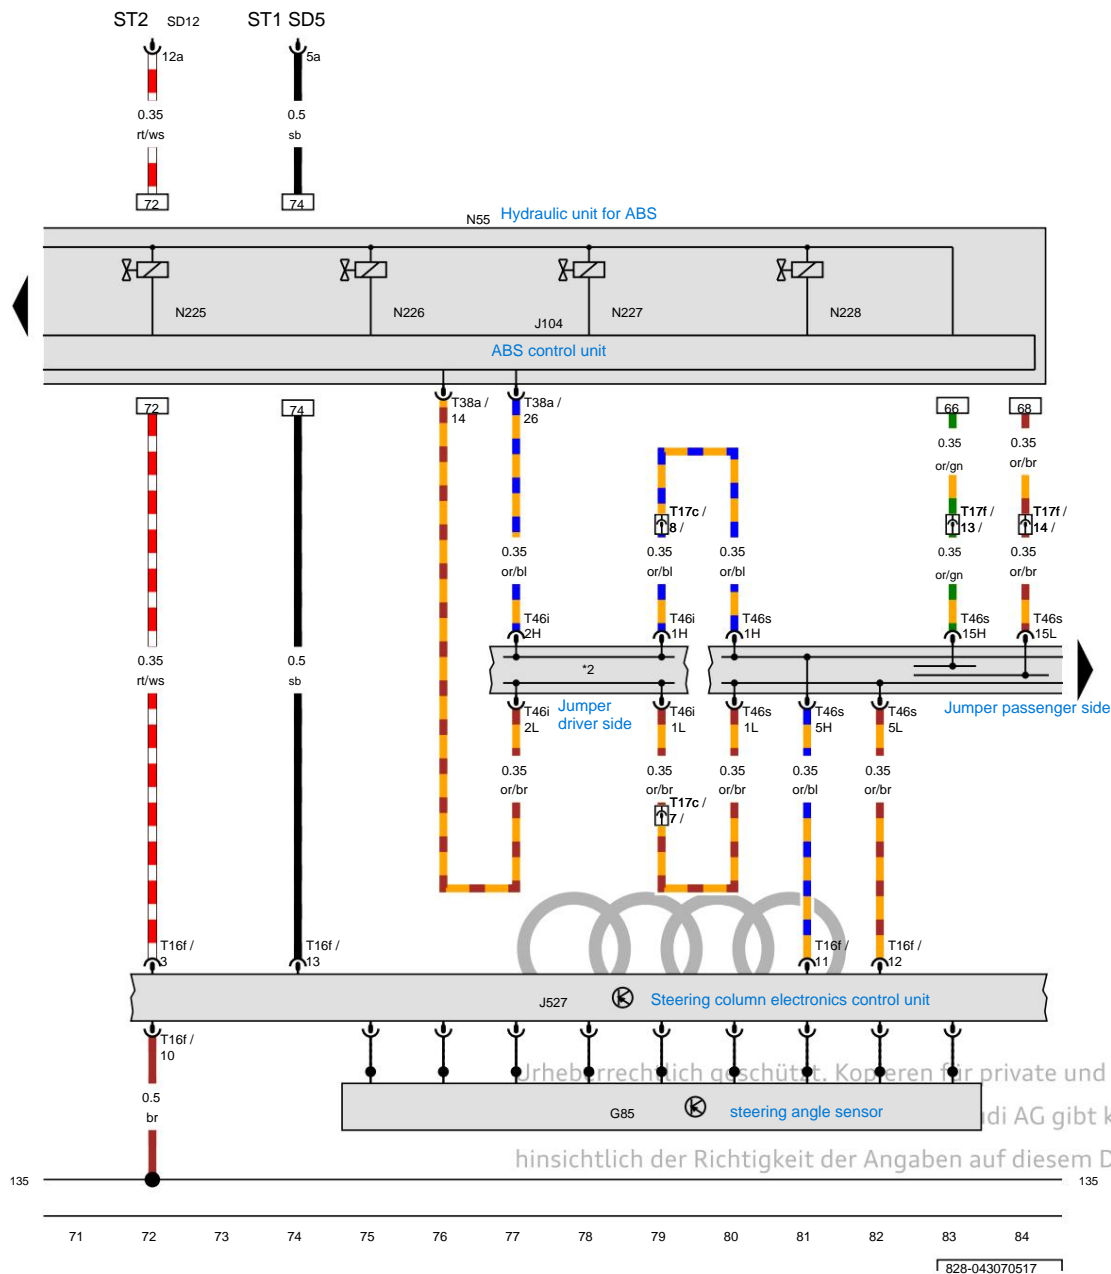 ST2 SD12 ST1 SD5
12a 5a
0.35 0.5
rt/ws sb
72 74
N55 Hydraulic unit for ABS
N225 N226 N227 N228
J104
ABS control unit
72 74 T38a / T38a / 66 68
14 26
0.35 0.35
or/gn or/br
T17c / T17f / T17f /
8 / 13 / 14 /
0.35 0.35 0.35 0.35 0.35
or/bl or/bl or/bl or/gn or/br
T46i T46i T46s T46s T46s
2H 1H 1H 15H 15L
0.35 0.5 *2
rt/ws sb
Jumper driver side T46i T46i T46s T46s T46s Jumper passenger side
2L 1L 1L 5H 5L
0.35 0.35 0.35 0.35 0.35
or/br or/br or/br or/bl or/br
T17c /
7 /
T16f / T16f / T16f / T16f /
3 13 11 12
J527 Steering column electronics control unit
T16f /
10
Urheberrechtlich geschützt. Kopieren für private und
0.5
br
G85 steering angle sensor
di AG gibt k
hinsichtlich der Richtigkeit der Angaben auf diesem D
135 135
71 72 73 74 75 76 77 78 79 80 81 82 83 84
828-043070517